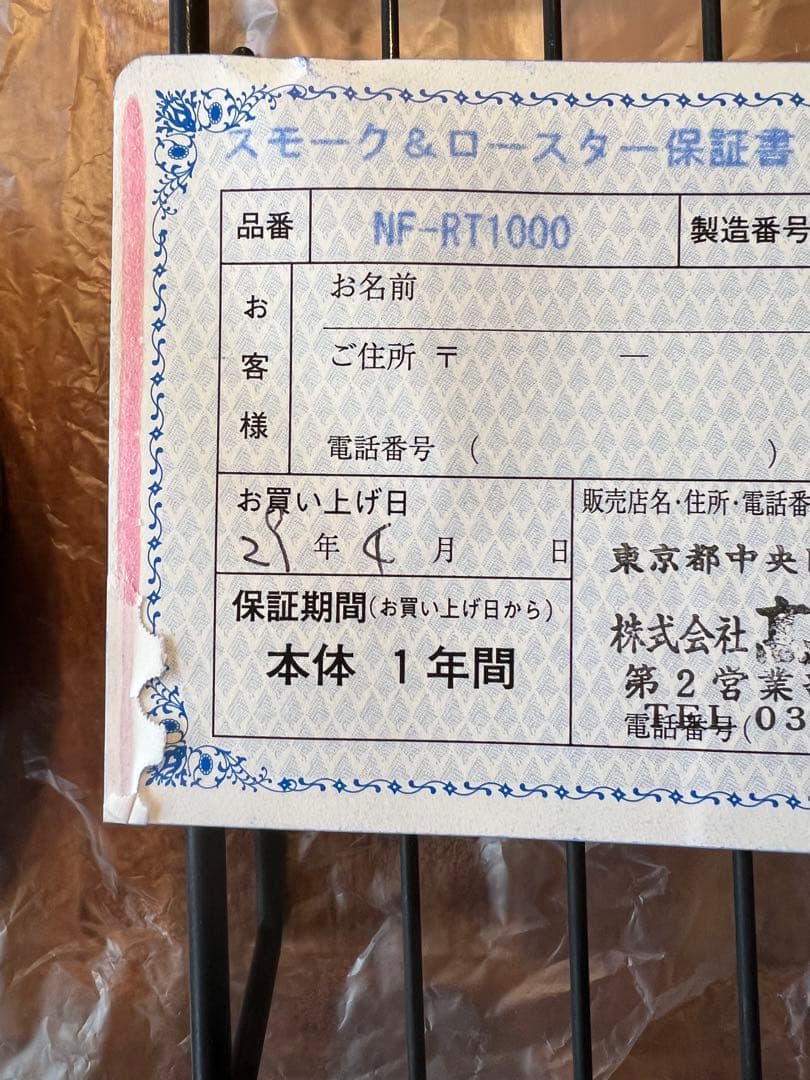 スモーク&ロースター保証書
品番 NF-RT1000 製造番号
お客様
お名前
ご住所 〒 ー
電話番号 ( )
お買い上げ日
29年 4月 日
保証期間(お買い上げ日から)
本体 1年間
販売店名・住所・電話番
東京都中央
株式会社
第2営業
TEL 03
電話番号(